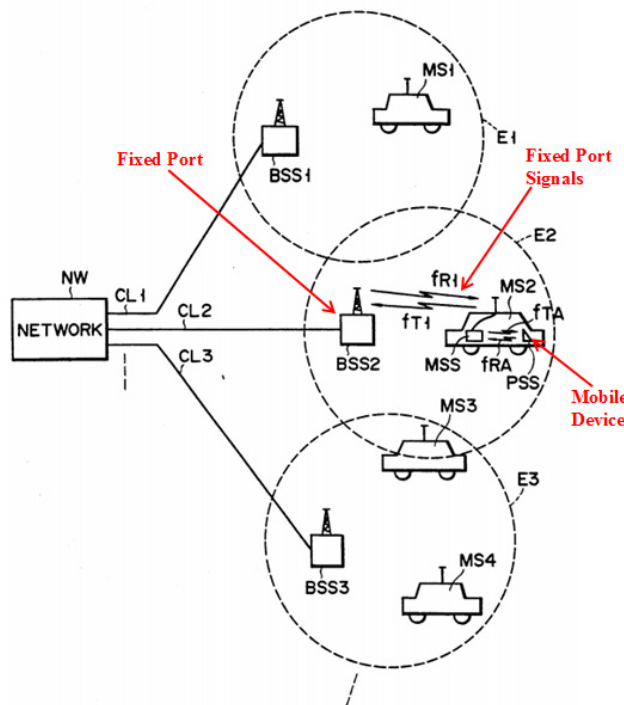 MS1
E1
BSS1
Fixed Port
Fixed Port
Signals
E2
NW
CL1
CL2
CL3
NETWORK
fR1
fT1
MS2
fTA
BSS2
MSS
fRA
PSS
Mobile
Device
MS3
E3
BSS3
MS4